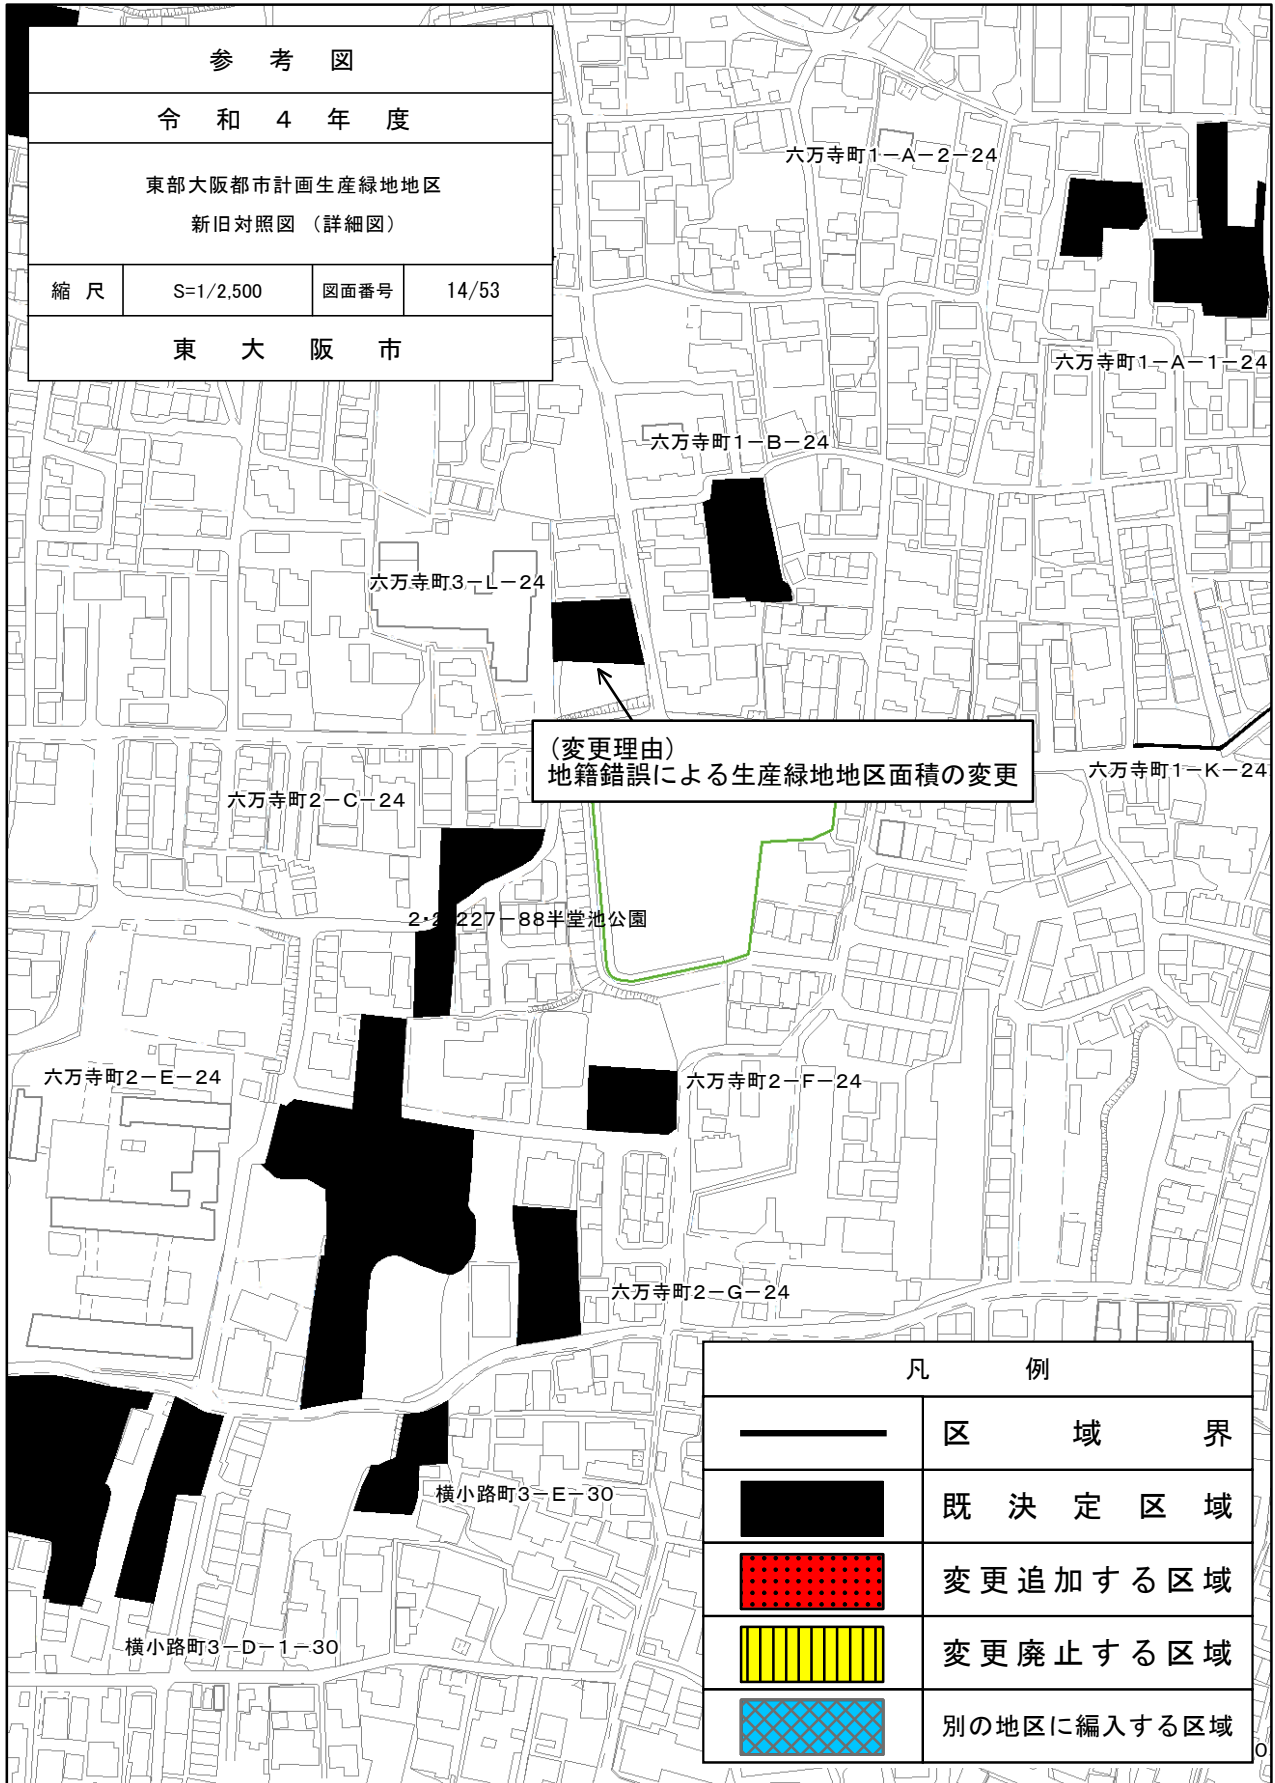 参考図
令和4年度
東部大阪都市計画生産緑地地区
新旧対照図 (詳細図)
縮尺 S=1/2,500 図面番号 14/53
東大阪市
六万寺町1-A-2-24
六万寺町1-A-1-24
六万寺町1-B-24
六万寺町3-L-24
(変更理由)
地籍錯誤による生産緑地地区面積の変更
六万寺町1-K-24
六万寺町2-C-24
227-88半堂池公園
六万寺町2-E-24
六万寺町2-F-24
六万寺町2-G-24
横小路町3-E-30
横小路町3-D-1-30
凡例
区域界
既決定区域
変更追加する区域
変更廃止する区域
別の地区に編入する区域
0